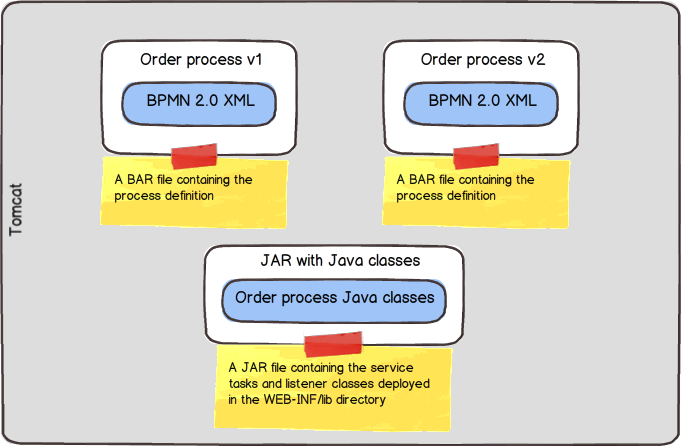 Order process v1
BPMN 2.0 XML
A BAR file containing the
process definition
Order process v2
BPMN 2.0 XML
A BAR file containing the
process definition
Tomcat
JAR with Java classes
Order process Java classes
A JAR file containing the service
tasks and listener classes deployed
in the WEB-INF/lib directory